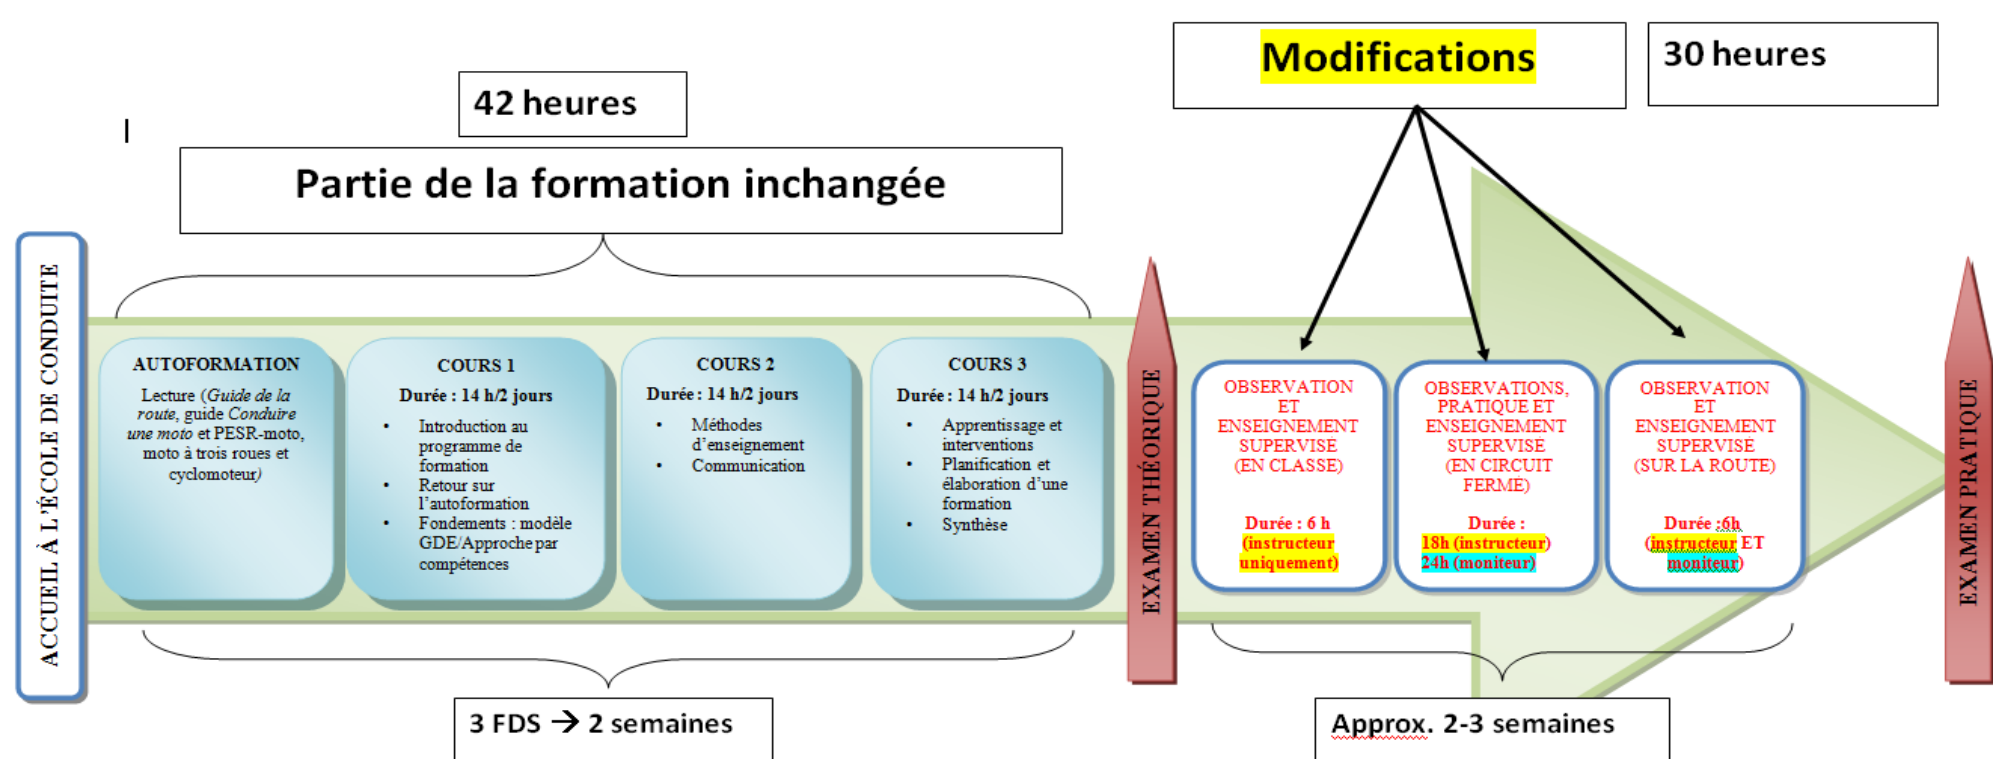 Modifications
30 heures
42 heures
Partie de la formation inchangée
ACCUEIL À L'ÉCOLE DE CONDUITE
AUTOFORMATION
Lecture (Guide de la
route, guide Conduire
une moto et PESR-moto,
moto à trois roues et
cyclomoteur)
COURS 1
Durée : 14 h/2 jours
• Introduction au
programme de
formation
• Retour sur
l'autoformation
• Fondements : modèle
GDE/Approche par
compétences
COURS 2
Durée : 14 h/2 jours
• Méthodes
d'enseignement
• Communication
COURS 3
Durée : 14 h/2 jours
• Apprentissage et
interventions
• Planification et
élaboration d'une
formation
• Synthèse
EXAMEN THÉORIQUE
OBSERVATION
ET
ENSEIGNEMENT
SUPERVISÉ
(EN CLASSE)
Durée : 6 h
(instructeur
uniquement)
OBSERVATIONS,
PRATIQUE ET
ENSEIGNEMENT
SUPERVISÉ
(EN CIRCUIT
FERMÉ)
Durée :
18h (instructeur)
24h (moniteur)
OBSERVATION
ET
ENSEIGNEMENT
SUPERVISÉ
(SUR LA ROUTE)
Durée :6h
(instructeur ET
moniteur)
EXAMEN PRATIQUE
3 FDS → 2 semaines
Approx. 2-3 semaines